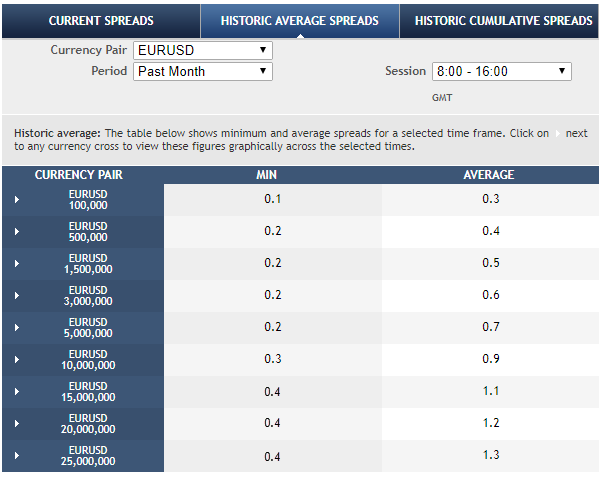 CURRENT SPREADS HISTORIC AVERAGE SPREADS HISTORIC CUMULATIVE SPREADS
Currency Pair EURUSD
Period Past Month Session 8:00 - 16:00
GMT
Historic average: The table below shows minimum and average spreads for a selected time frame. Click on next
to any currency cross to view these figures graphically across the selected times.
CURRENCY PAIR MIN AVERAGE
EURUSD
100,000 0.1 0.3
EURUSD
500,000 0.2 0.4
EURUSD
1,500,000 0.2 0.5
EURUSD
3,000,000 0.2 0.6
EURUSD
5,000,000 0.2 0.7
EURUSD
10,000,000 0.3 0.9
EURUSD
15,000,000 0.4 1.1
EURUSD
20,000,000 0.4 1.2
EURUSD
25,000,000 0.4 1.3